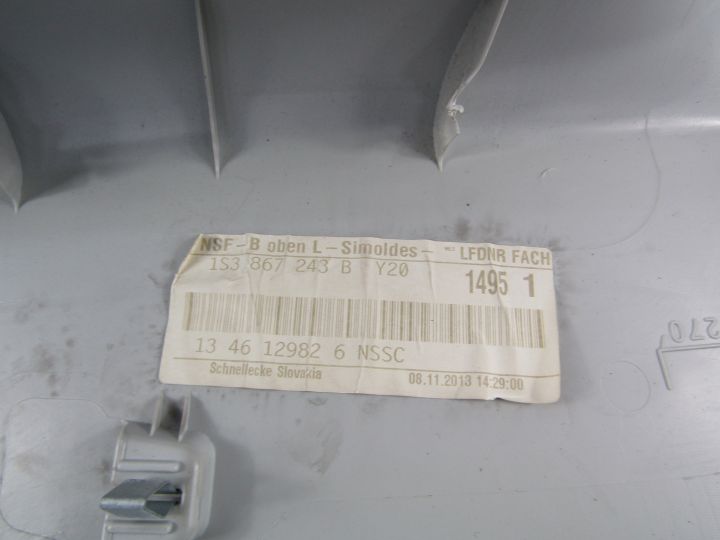 NSF-B oben L-Simoldes- LFDNR FACH
1S3 867 243 B Y20 1495 1
13 46 12982 6 NSSC
Schnellecke Slovakia 08.11.2013 14:29:00
270